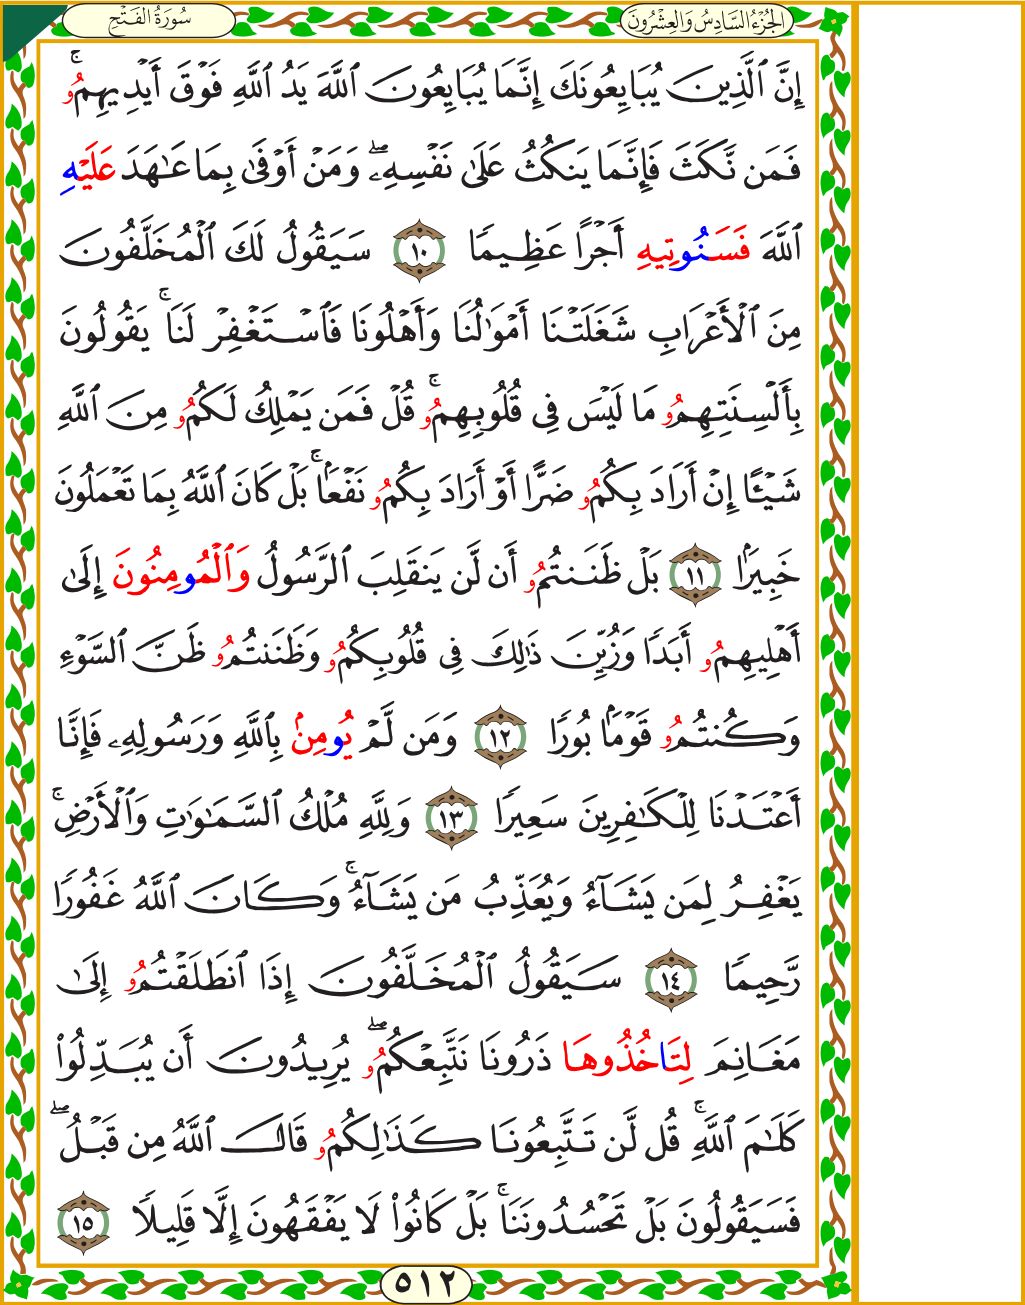 الجُزْءُ السَّادِسُ وَالعِشْرُونَ
سُورَةُ الفَتْحِ
إِنَّ ٱلَّذِينَ يُبَايِعُونَكَ إِنَّمَا يُبَايِعُونَ ٱللَّهَ يَدُ ٱللَّهِ فَوْقَ أَيْدِيهِمُۥۚ
فَمَن نَّكَثَ فَإِنَّمَا يَنكُثُ عَلَىٰ نَفْسِهِۦۖ وَمَنْ أَوْفَىٰ بِمَا عَـٰهَدَ عَلَيْهِ
ٱللَّهَ فَسَنُوتِيهِ أَجْرًا عَظِيمًا ١٠ سَيَقُولُ لَكَ ٱلْمُخَلَّفُونَ
مِنَ ٱلْأَعْرَابِ شَغَلَتْنَا أَمْوَٰلُنَا وَأَهْلُونَا فَٱسْتَغْفِرْ لَنَاۚ يَقُولُونَ
بِأَلْسِنَتِهِمُۥ مَا لَيْسَ فِى قُلُوبِهِمُۥۚ قُلْ فَمَن يَمْلِكُ لَكُمُۥ مِنَ ٱللَّهِ
شَيْـًٔا إِنْ أَرَادَ بِكُمُۥ ضَرًّا أَوْ أَرَادَ بِكُمُۥ نَفْعَۢاۚ بَلْ كَانَ ٱللَّهُ بِمَا تَعْمَلُونَ
خَبِيرَۢا ١١ بَلْ ظَنَنتُمُۥ أَن لَّن يَنقَلِبَ ٱلرَّسُولُ وَٱلْمُومِنُونَ إِلَىٰ
أَهْلِيهِمُۥ أَبَدًا وَزُيِّنَ ذَٰلِكَ فِى قُلُوبِكُمُۥ وَظَنَنتُمُۥ ظَنَّ ٱلسَّوْءِ
وَكُنتُمُۥ قَوْمَۢا بُورًا ١٢ وَمَن لَّمْ يُومِنۢ بِٱللَّهِ وَرَسُولِهِۦ فَإِنَّا
أَعْتَدْنَا لِلْكَـٰفِرِينَ سَعِيرًا ١٣ وَلِلَّهِ مُلْكُ ٱلسَّمَـٰوَٰتِ وَٱلْأَرْضِۚ
يَغْفِرُ لِمَن يَشَآءُ وَيُعَذِّبُ مَن يَشَآءُۚ وَكَانَ ٱللَّهُ غَفُورًا
رَّحِيمًا ١٤ سَيَقُولُ ٱلْمُخَلَّفُونَ إِذَا ٱنطَلَقْتُمُۥ إِلَىٰ
مَغَانِمَ لِتَاخُذُوهَا ذَرُونَا نَتَّبِعْكُمُۥۖ يُرِيدُونَ أَن يُبَدِّلُوا۟
كَلَـٰمَ ٱللَّهِۚ قُل لَّن تَتَّبِعُونَا كَذَٰلِكُمُۥ قَالَ ٱللَّهُ مِن قَبْلُۖ
فَسَيَقُولُونَ بَلْ تَحْسُدُونَنَاۚ بَلْ كَانُوا۟ لَا يَفْقَهُونَ إِلَّا قَلِيلًا ١٥
٥١٢